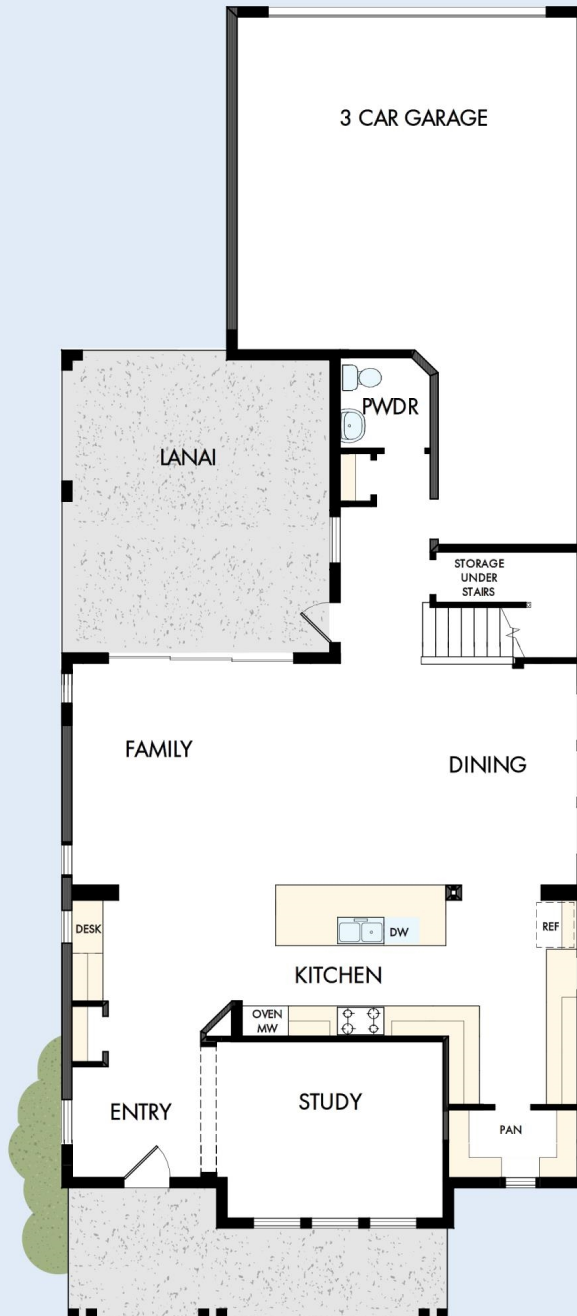 3 CAR GARAGE
PWDR
LANAI
STORAGE
UNDER
STAIRS
FAMILY
DINING
DESK
DW
REF
KITCHEN
OVEN
MW
ENTRY
STUDY
PAN